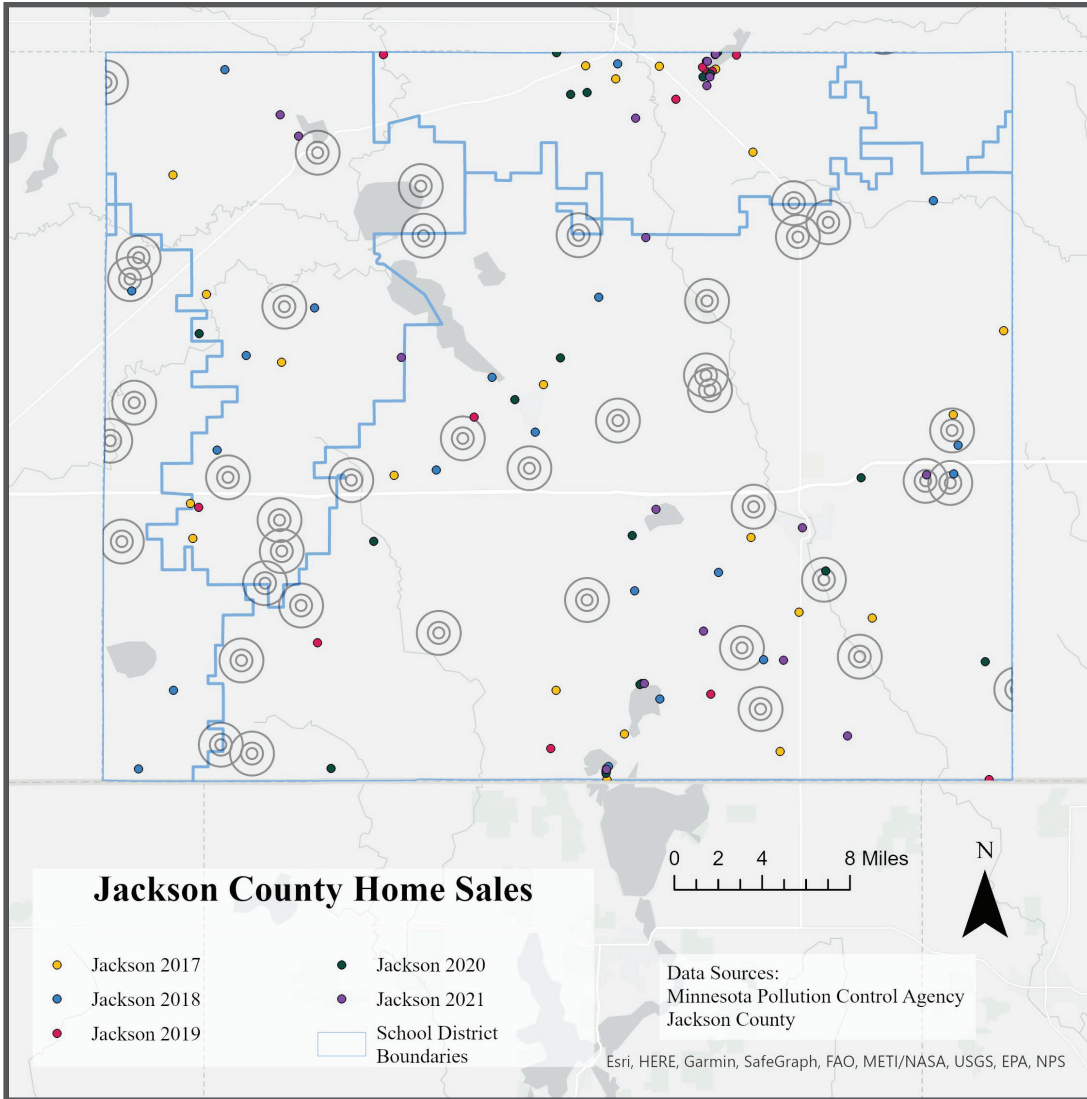 N
0 2 4 8 Miles
Jackson County Home Sales
Jackson 2017
Jackson 2018
Jackson 2019
Jackson 2020
Jackson 2021
School District
Boundaries
Data Sources:
Minnesota Pollution Control Agency
Jackson County
Esri, HERE, Garmin, SafeGraph, FAO, METI/NASA, USGS, EPA, NPS